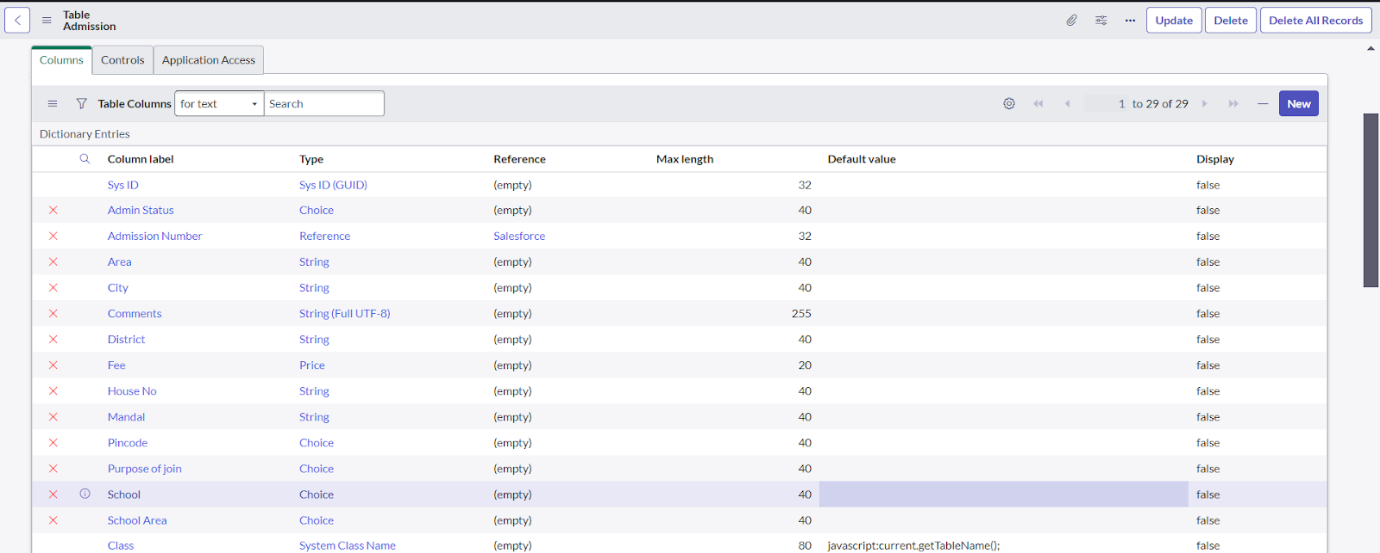 Table
Admission
Update Delete Delete All Records
Columns Controls Application Access
Table Columns for text Search 1 to 29 of 29 New
Dictionary Entries
Column label Type Reference Max length Default value Display
Sys ID Sys ID (GUID) (empty) 32 false
Admin Status Choice (empty) 40 false
Admission Number Reference Salesforce 32 false
Area String (empty) 40 false
City String (empty) 40 false
Comments String (Full UTF-8) (empty) 255 false
District String (empty) 40 false
Fee Price (empty) 20 false
House No String (empty) 40 false
Mandal String (empty) 40 false
Pincode Choice (empty) 40 false
Purpose of join Choice (empty) 40 false
School Choice (empty) 40 false
School Area Choice (empty) 40 false
Class System Class Name (empty) 80 javascript:current.getTableName(); false